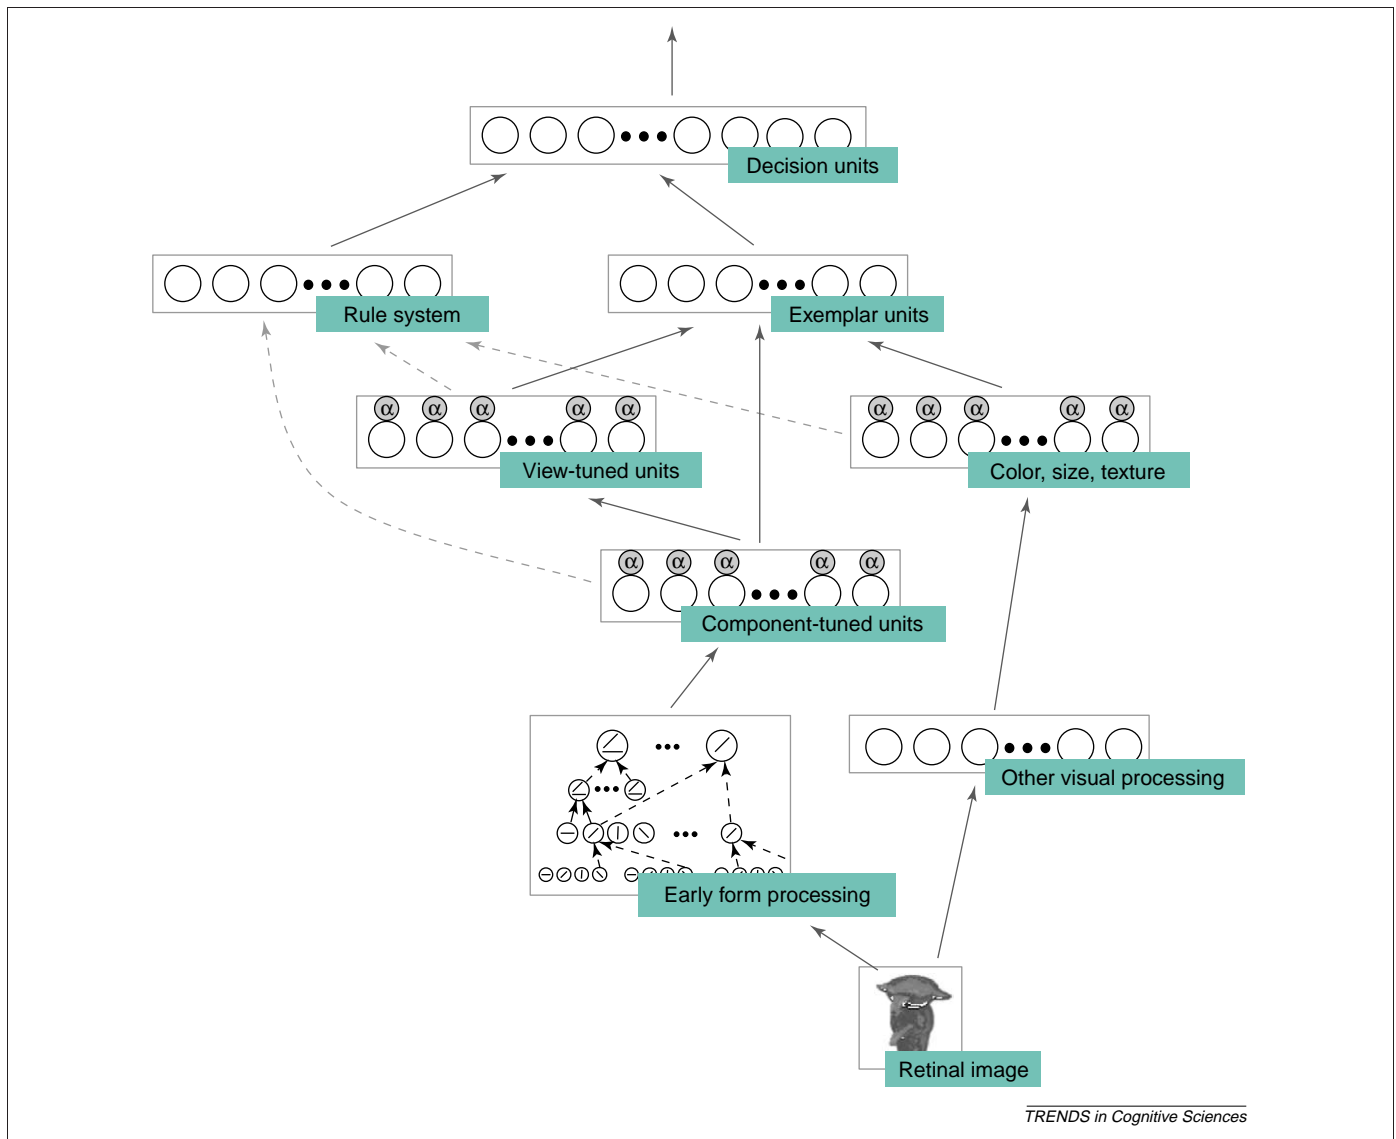 Decision units
Rule system
Exemplar units
α α α α α
α α α α α
View-tuned units
Color, size, texture
α α α α α
Component-tuned units
Other visual processing
Early form processing
Retinal image
TRENDS in Cognitive Sciences